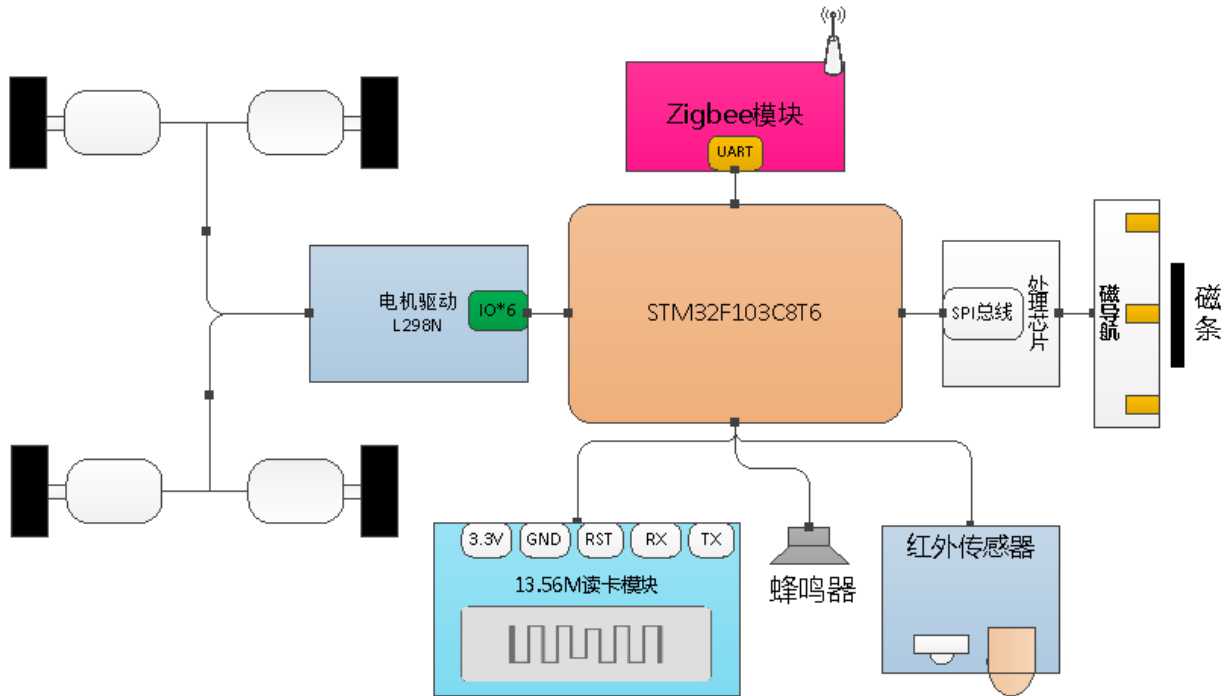 Zigbee模块
UART
电机驱动
L298N
IO*6
STM32F103C8T6
SPI总线
处理芯片
磁导航
磁条
3.3V
GND
RST
RX
TX
13.56M读卡模块
蜂鸣器
红外传感器